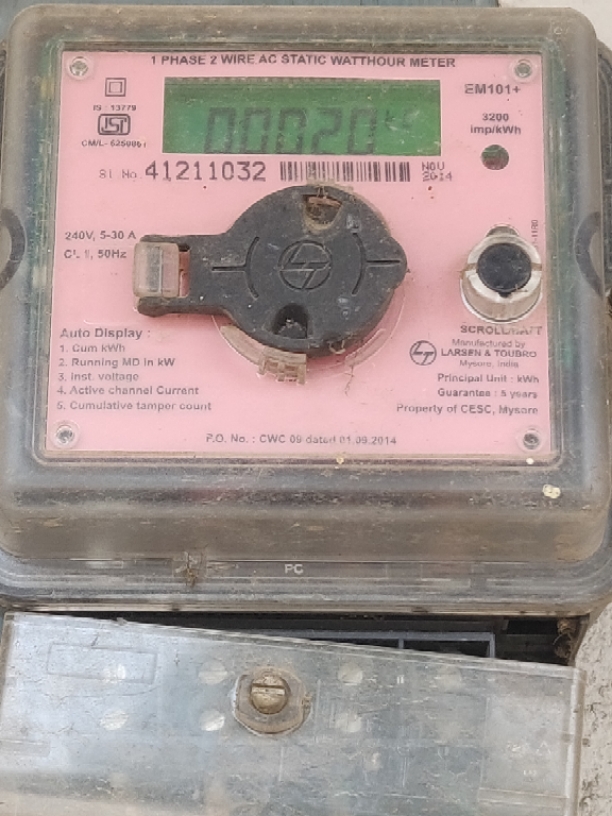 1 PHASE 2 WIRE AC STATIC WATTHOUR METER
EM101+
IS : 13779
CM/L-
3200
imp/kWh
00020
Sl No. 41211032
NOV
2014
240V, 5-30 A
Cl. 1, 50Hz
SCROLL/BATT
Auto Display :
1. Cum kWh
2. Running MD in kW
3. Inst. voltage
4. Active channel Current
5. Cumulative tamper count
Manufactured by
LARSEN & TOUBRO
Mysore, India
Principal Unit : kWh
Guarantee : 5 years
Property of CESC, Mysore
P.O. No. : CWC 09 dated 01.09.2014
PC